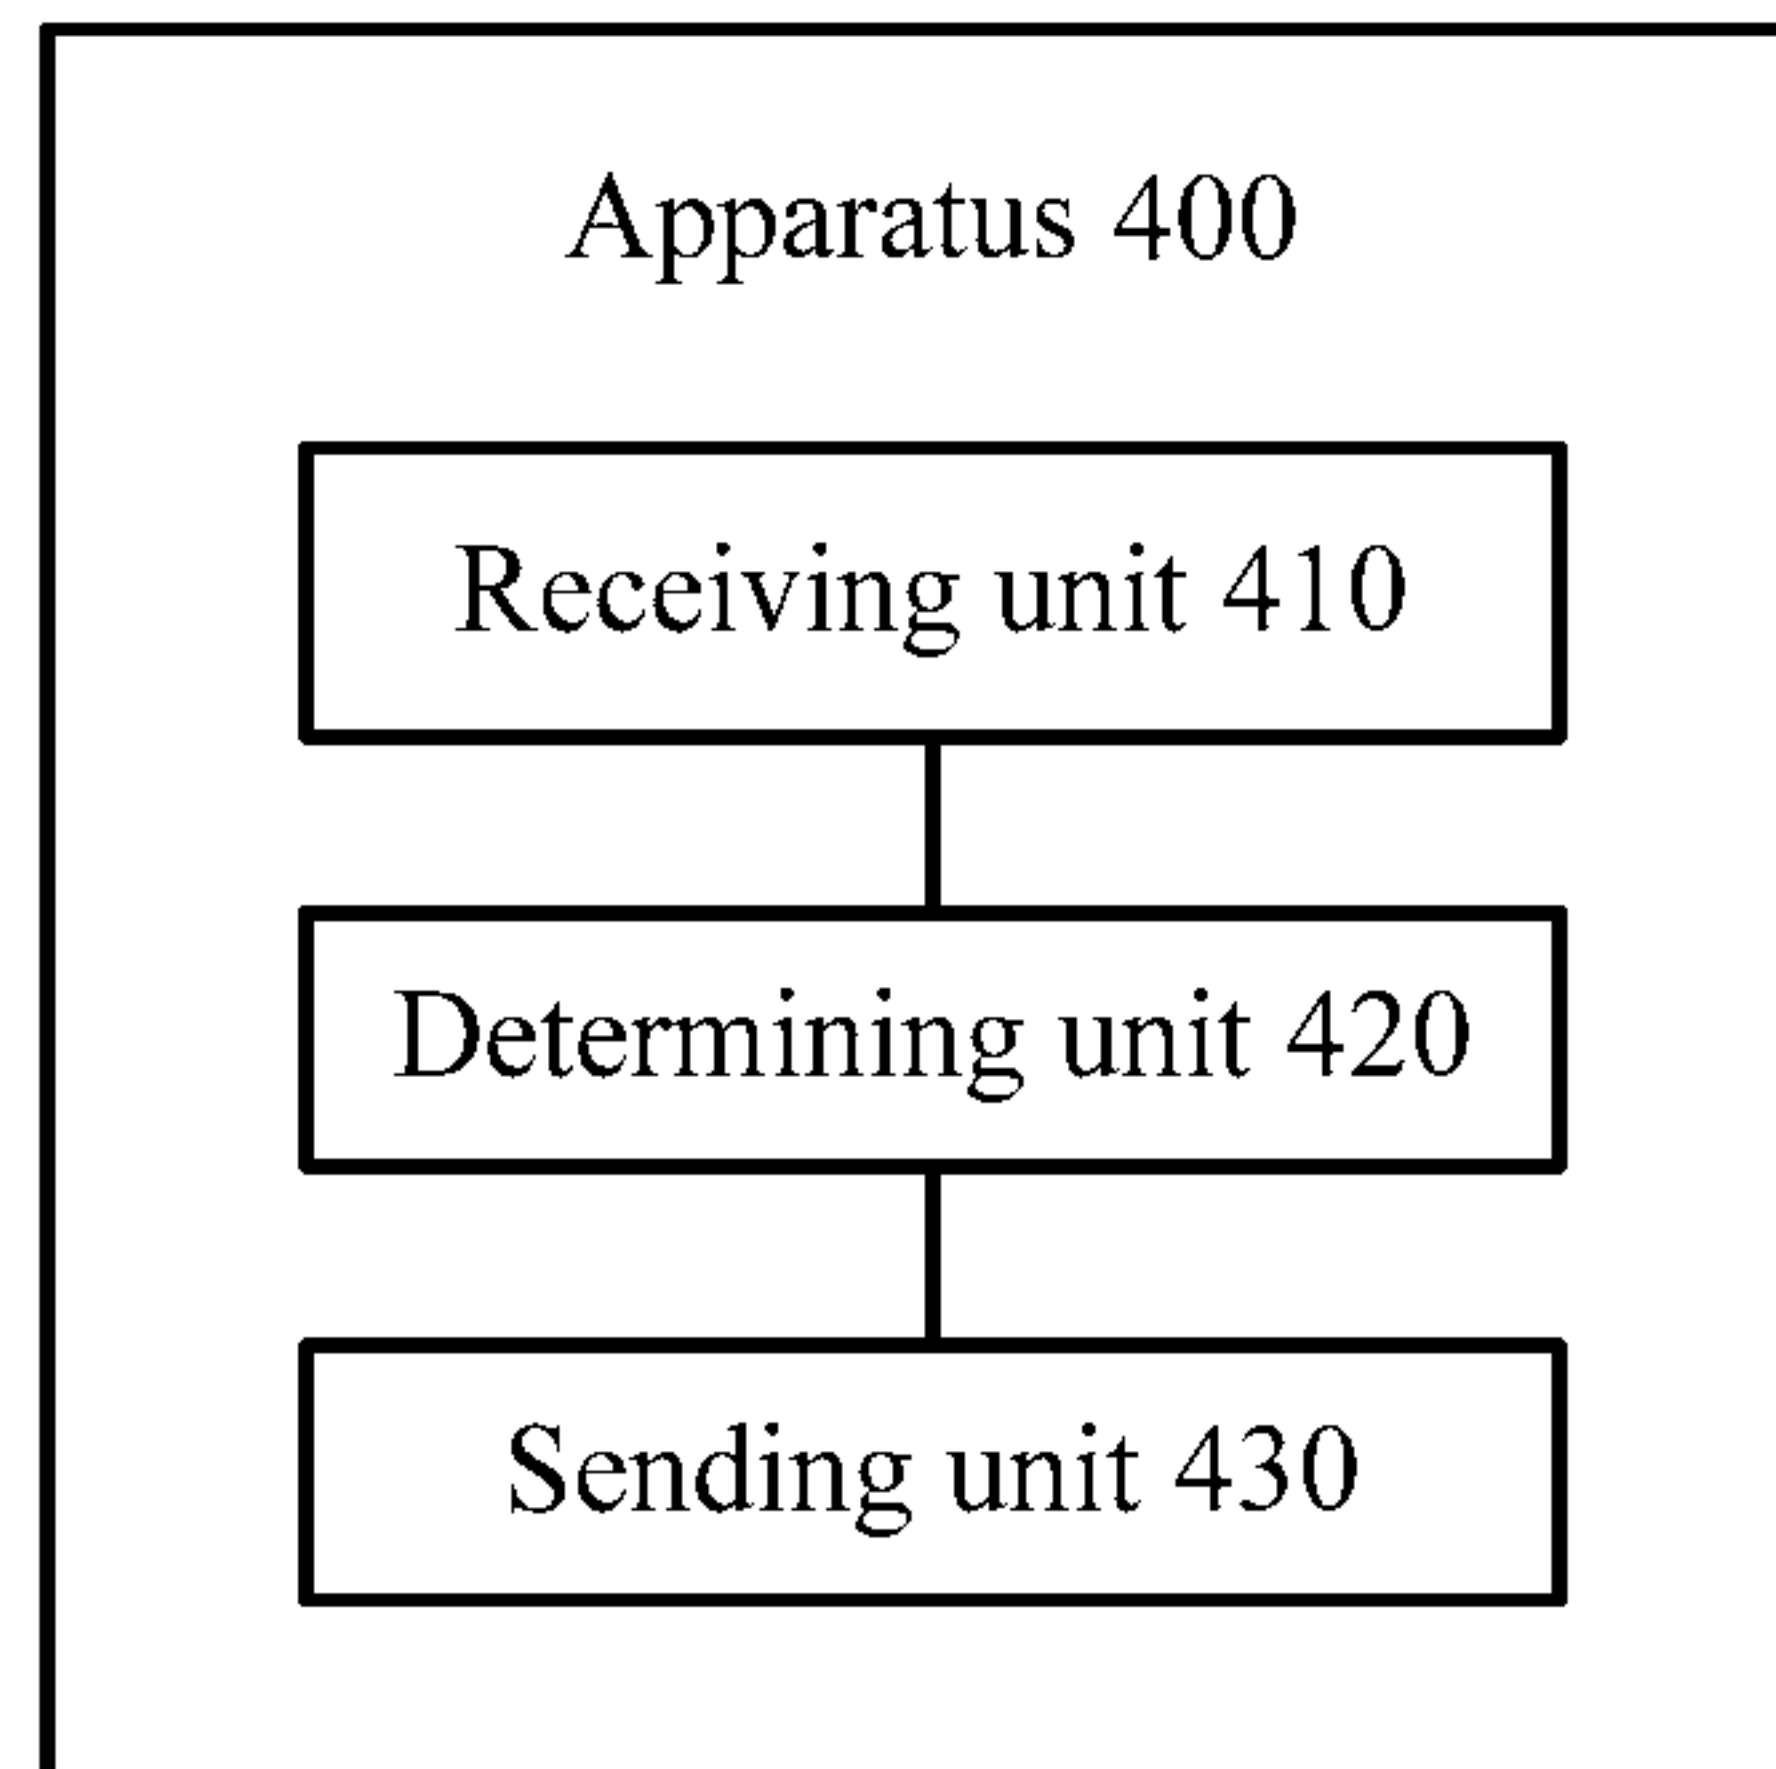 Apparatus 400
Receiving unit 410
Determining unit 420
Sending unit 430